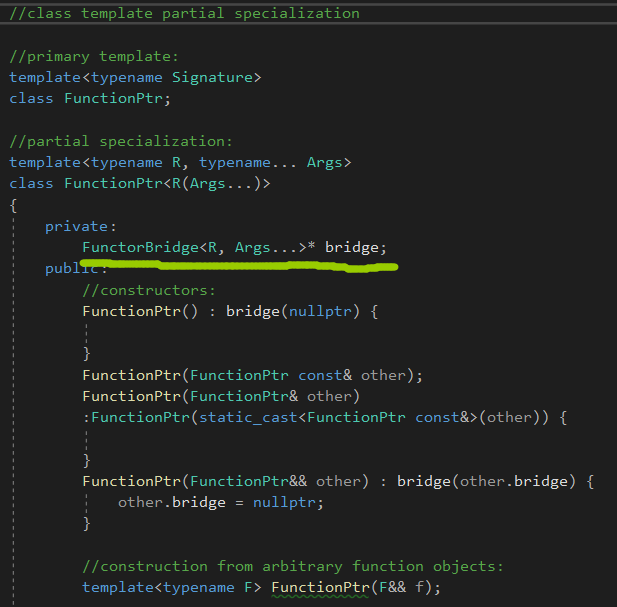 //class template partial specialization
//primary template:
template<typename Signature>
class FunctionPtr;
//partial specialization:
template<typename R, typename... Args>
class FunctionPtr<R(Args...)>
{
private:
FunctorBridge<R, Args...>* bridge;
public:
//constructors:
FunctionPtr() : bridge(nullptr) {
}
FunctionPtr(FunctionPtr const& other);
FunctionPtr(FunctionPtr& other)
:FunctionPtr(static_cast<FunctionPtr const&>(other)) {
}
FunctionPtr(FunctionPtr&& other) : bridge(other.bridge) {
other.bridge = nullptr;
}
//construction from arbitrary function objects:
template<typename F> FunctionPtr(F&& f);